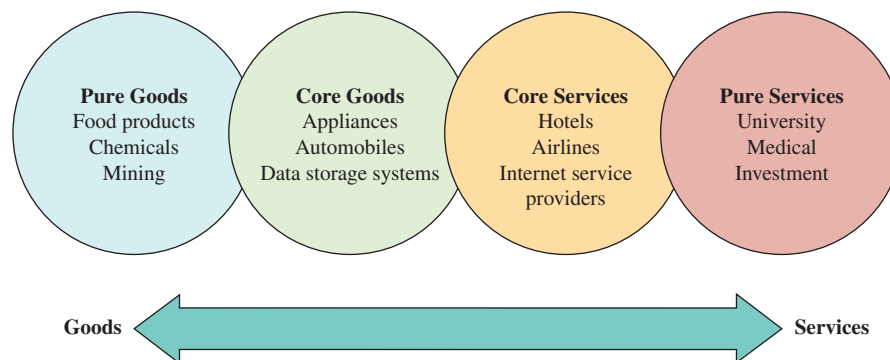 Pure Goods
Food products
Chemicals
Mining
Core Goods
Appliances
Automobiles
Data storage systems
Core Services
Hotels
Airlines
Internet service
providers
Pure Services
University
Medical
Investment
Goods
Services